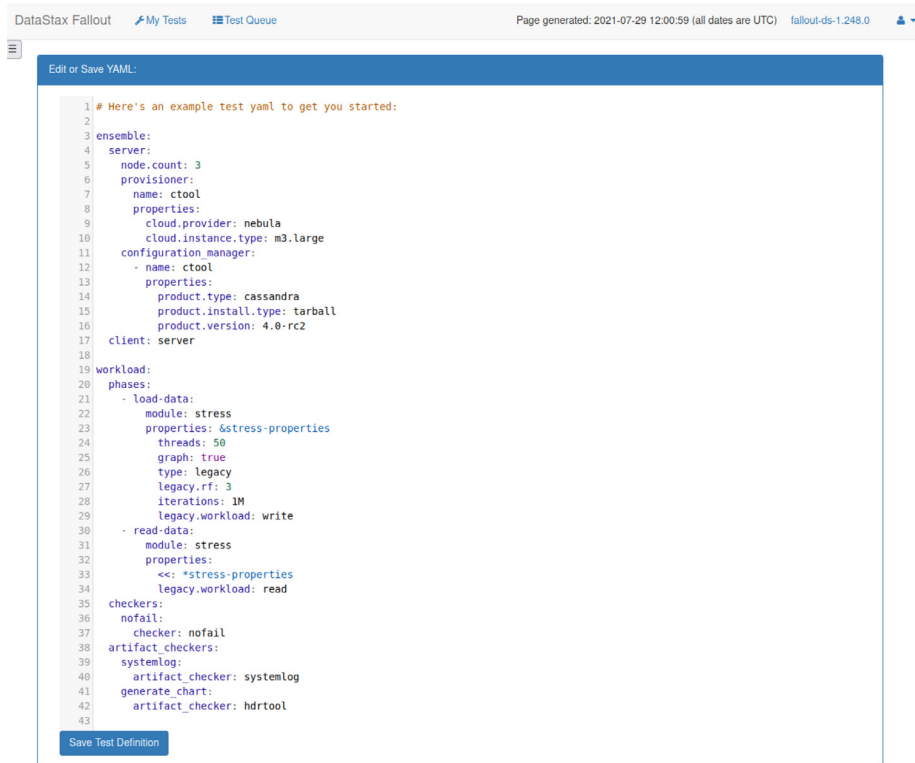 DataStax Fallout My Tests Test Queue Page generated: 2021-07-29 12:00:59 (all dates are UTC) fallout-ds-1.248.0
Edit or Save YAML:
1 # Here's an example test yaml to get you started:
2
3 ensemble:
4   server:
5     node.count: 3
6     provisioner:
7       name: ctool
8       properties:
9         cloud.provider: nebula
10         cloud.instance.type: m3.large
11     configuration_manager:
12       - name: ctool
13         properties:
14           product.type: cassandra
15           product.install.type: tarball
16           product.version: 4.0-rc2
17   client: server
18
19 workload:
20   phases:
21     - load-data:
22         module: stress
23         properties: &stress-properties
24           threads: 50
25           graph: true
26           type: legacy
27           legacy.rf: 3
28           iterations: 1M
29           legacy.workload: write
30     - read-data:
31         module: stress
32         properties:
33           <<: *stress-properties
34           legacy.workload: read
35   checkers:
36     nofail:
37       checker: nofail
38   artifact_checkers:
39     systemlog:
40       artifact_checker: systemlog
41     generate_chart:
42       artifact_checker: hdrtool
43
Save Test Definition